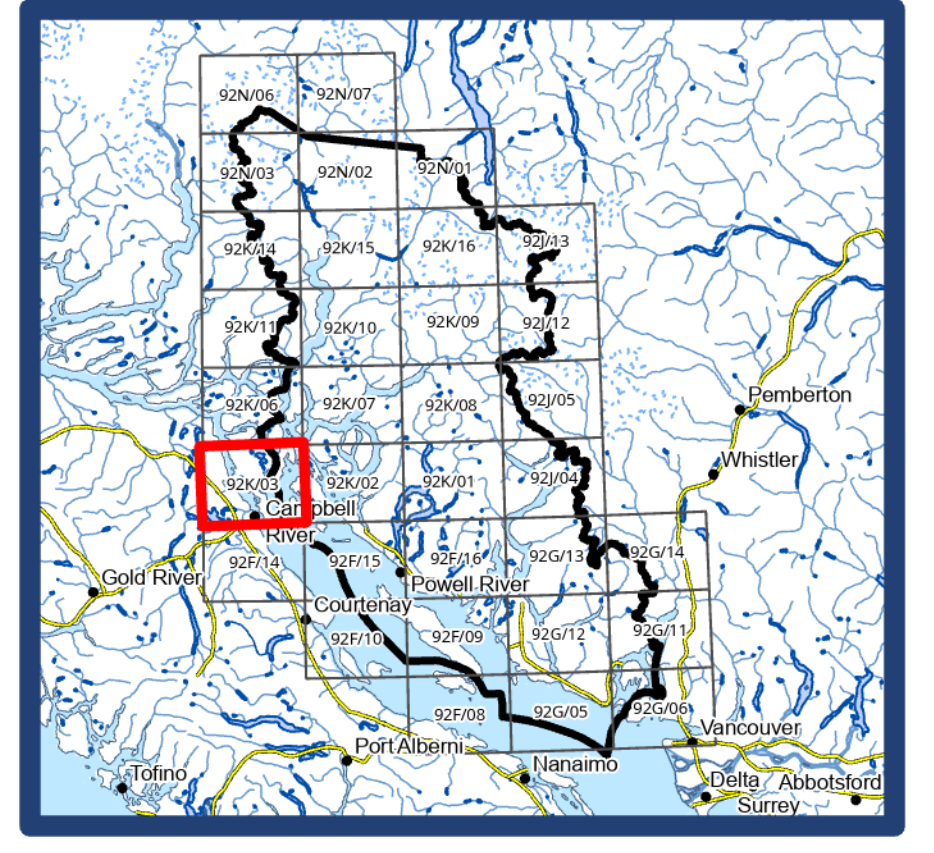 92N/06
92N/07
92N/03
92N/02
92N/01
92K/14
92K/15
92K/16
92J/13
92K/11
92K/10
92K/09
92J/12
92K/06
92K/07
92K/08
92J/05
Pemberton
Whistler
92K/03
92K/02
92K/01
92J/04
Campbell
River
92F/14
92F/15
92F/16
92G/13
92G/14
Gold River
Powell River
Courtenay
92F/10
92F/09
92G/12
92G/11
92F/08
92G/05
92G/06
Vancouver
Port Alberni
Nanaimo
Tofino
Delta
Abbotsford
Surrey